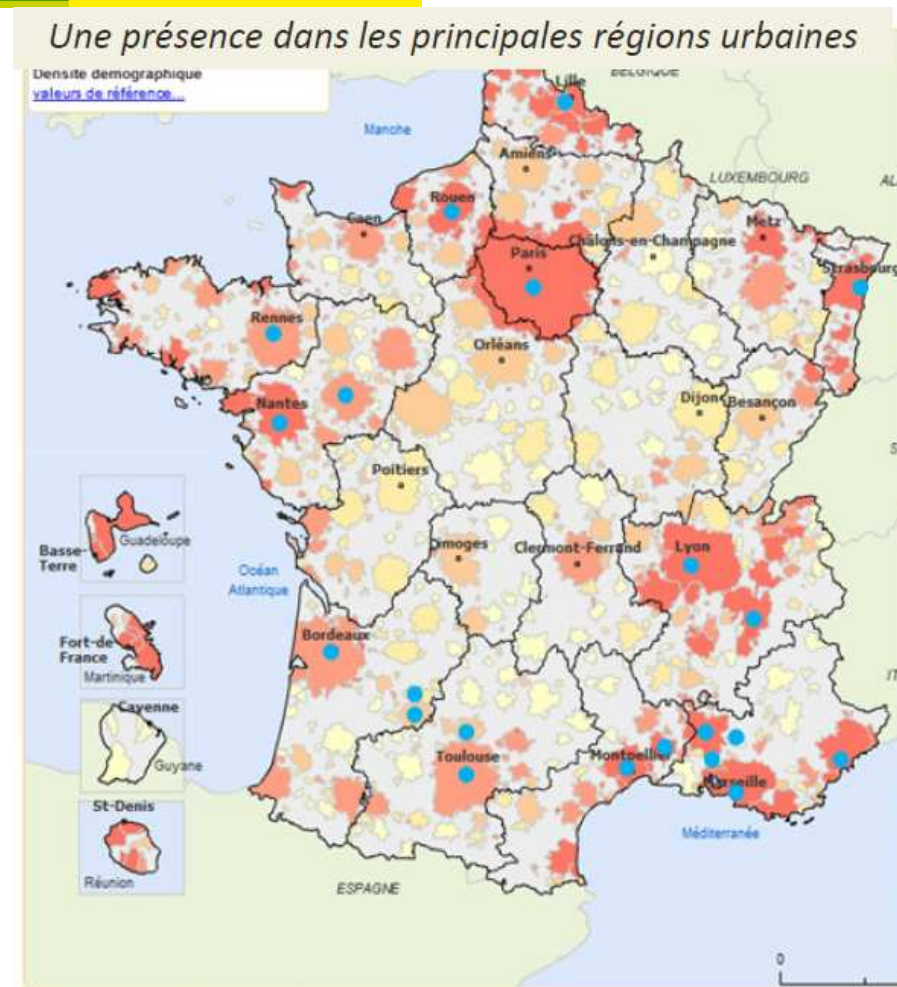 Une présence dans les principales régions urbaines
Densité démographique
valeurs de référence...
BELGIQUE
Lille
Manche
Amiens
LUXEMBOURG
AL
Rouen
Caen
Metz
Châlons-en-Champagne
Paris
Strasbourg
Rennes
Orléans
Nantes
Dijon
Besançon
S
Poitiers
Guadeloupe
Basse-
Terre
Limoges
Clermont-Ferrand
Lyon
Océan
Atlantique
Fort-de-
France
Martinique
Bordeaux
IT
Cayenne
Guyane
Toulouse
Montpellier
Marseille
St-Denis
Réunion
Méditerranée
ESPAGNE
0